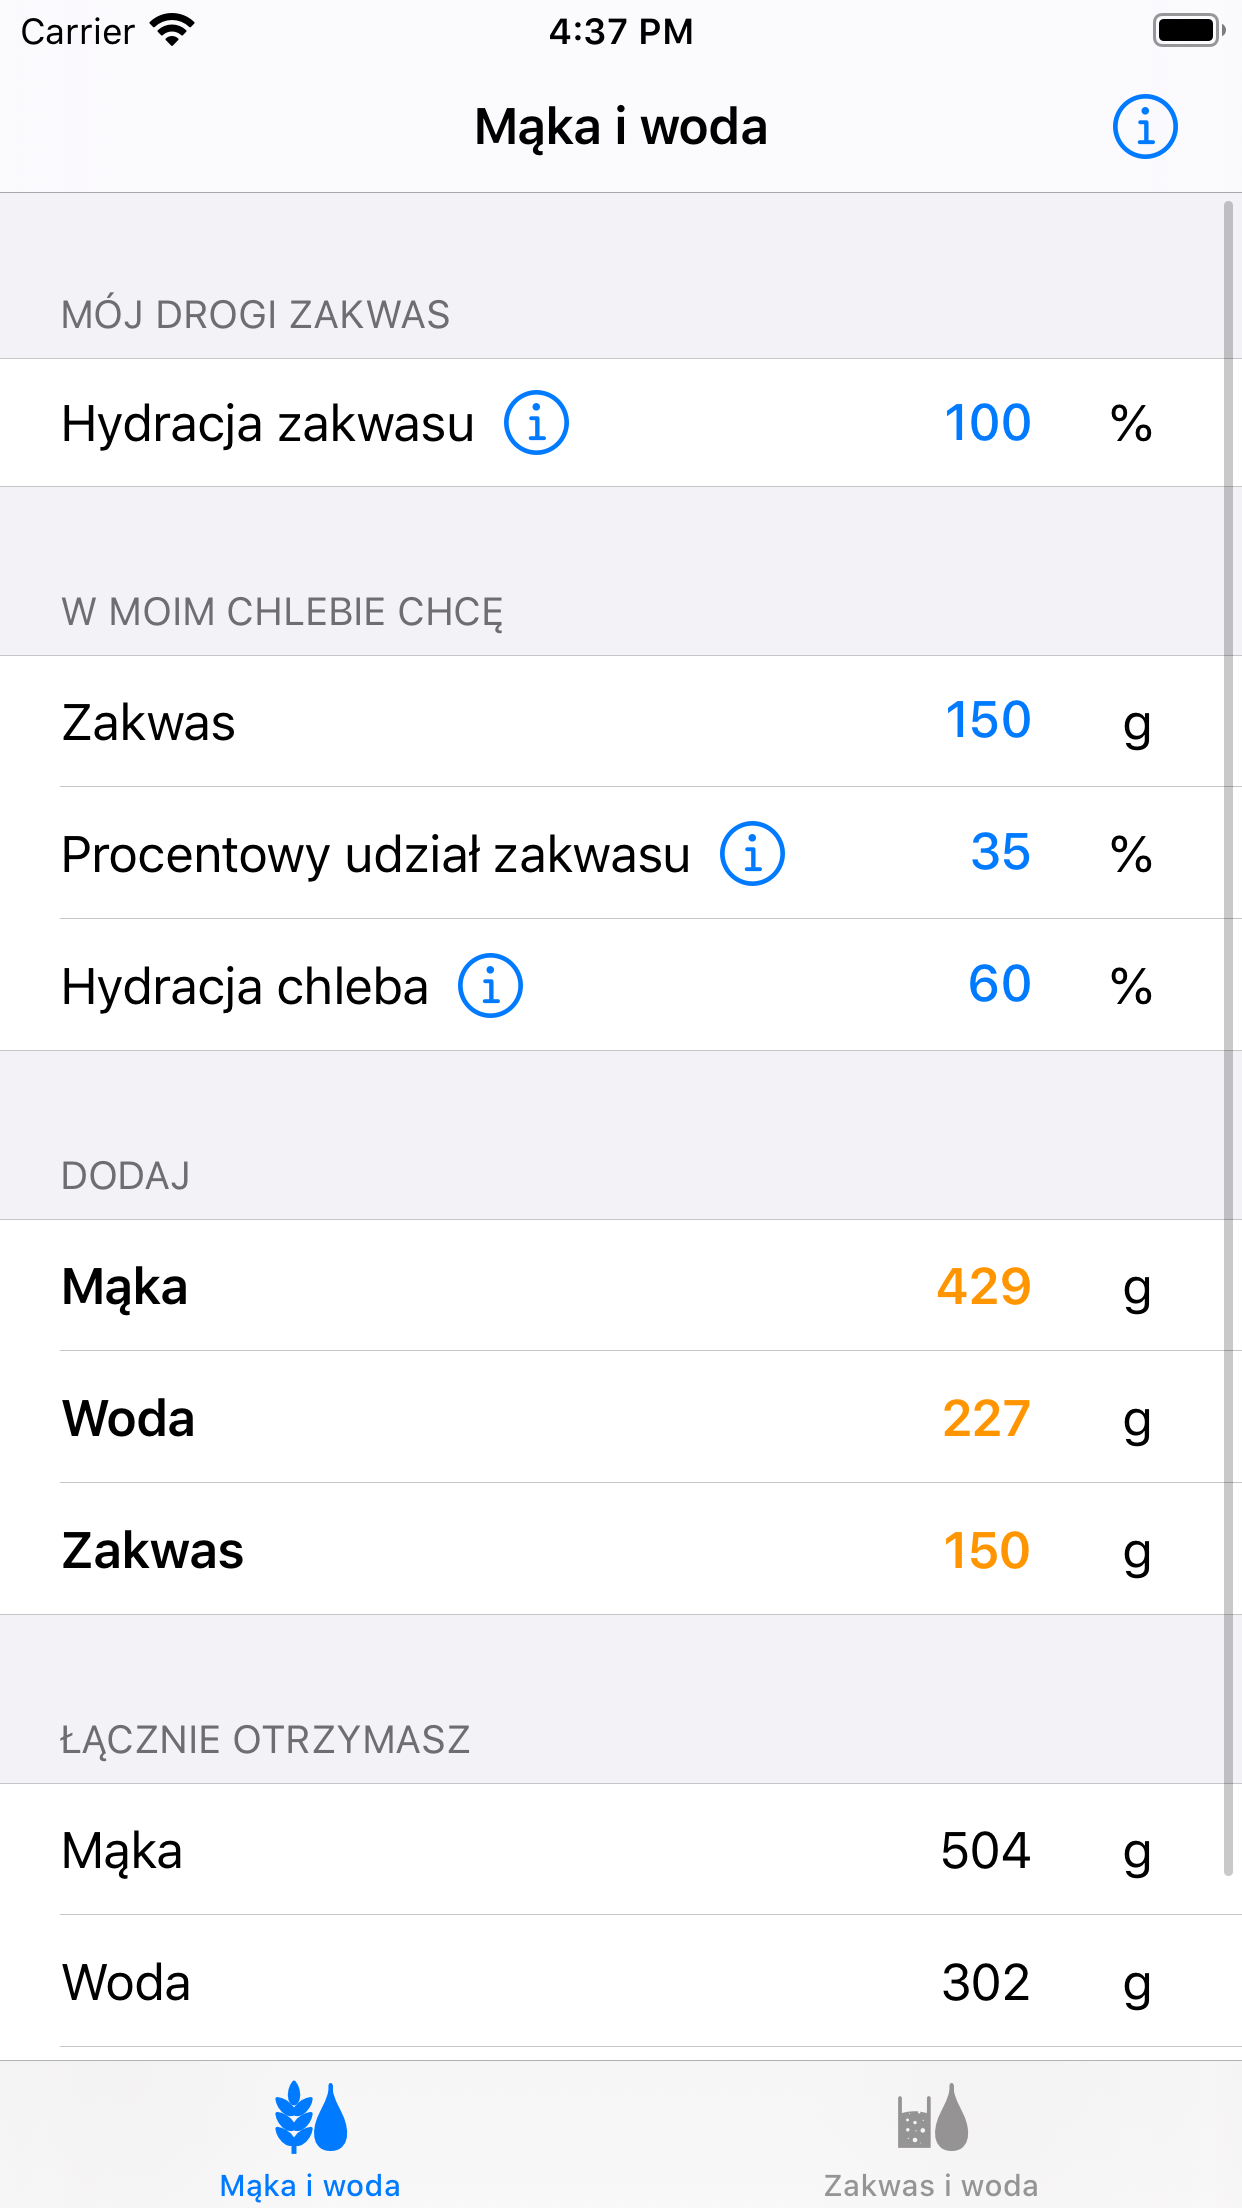 Carrier 4:37 PM
Mąka i woda
MÓJ DROGI ZAKWAS
Hydracja zakwasu 100 %
W MOIM CHLEBIE CHCĘ
Zakwas 150 g
Procentowy udział zakwasu 35 %
Hydracja chleba 60 %
DODAJ
Mąka 429 g
Woda 227 g
Zakwas 150 g
ŁĄCZNIE OTRZYMASZ
Mąka 504 g
Woda 302 g
Mąka i woda Zakwas i woda